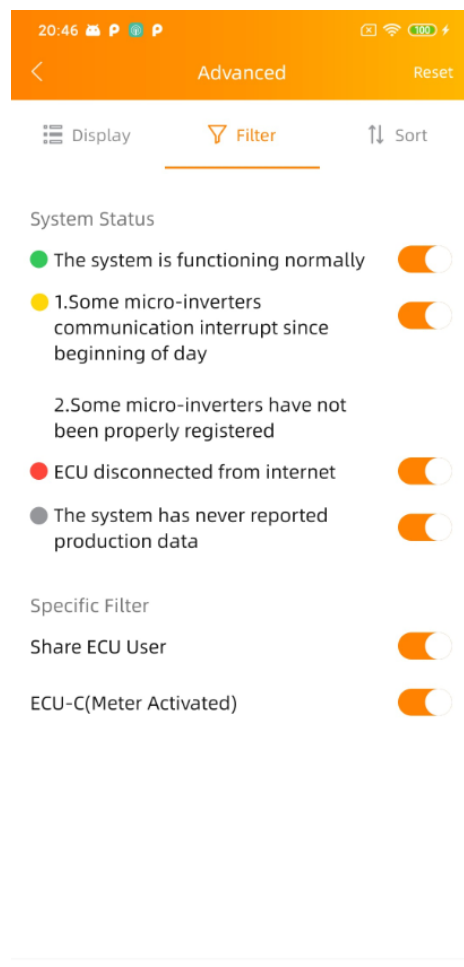 20:46
100
Advanced
Reset
Display
Filter
Sort
System Status
The system is functioning normally
1.Some micro-inverters
communication interrupt since
beginning of day
2.Some micro-inverters have not
been properly registered
ECU disconnected from internet
The system has never reported
production data
Specific Filter
Share ECU User
ECU-C(Meter Activated)